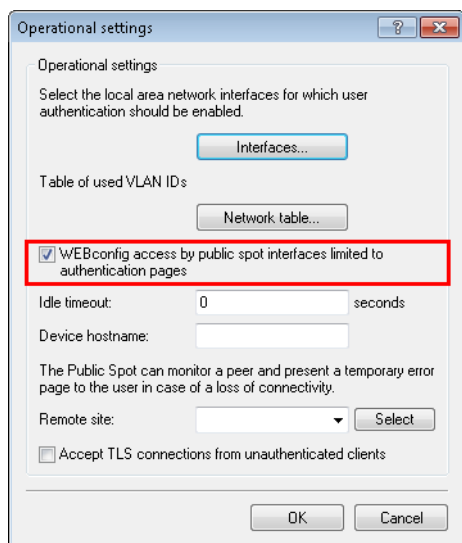 Operational settings
Operational settings
Select the local area network interfaces for which user
authentication should be enabled.
Interfaces...
Table of used VLAN IDs
Network table...
WEBconfig access by public spot interfaces limited to
authentication pages
Idle timeout: 0 seconds
Device hostname:
The Public Spot can monitor a peer and present a temporary error
page to the user in case of a loss of connectivity.
Remote site: Select
Accept TLS connections from unauthenticated clients
OK Cancel